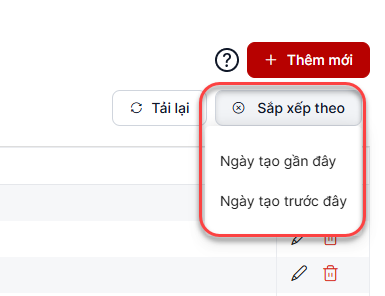 Thêm mới
Tải lại
Sắp xếp theo
Ngày tạo gần đây
Ngày tạo trước đây